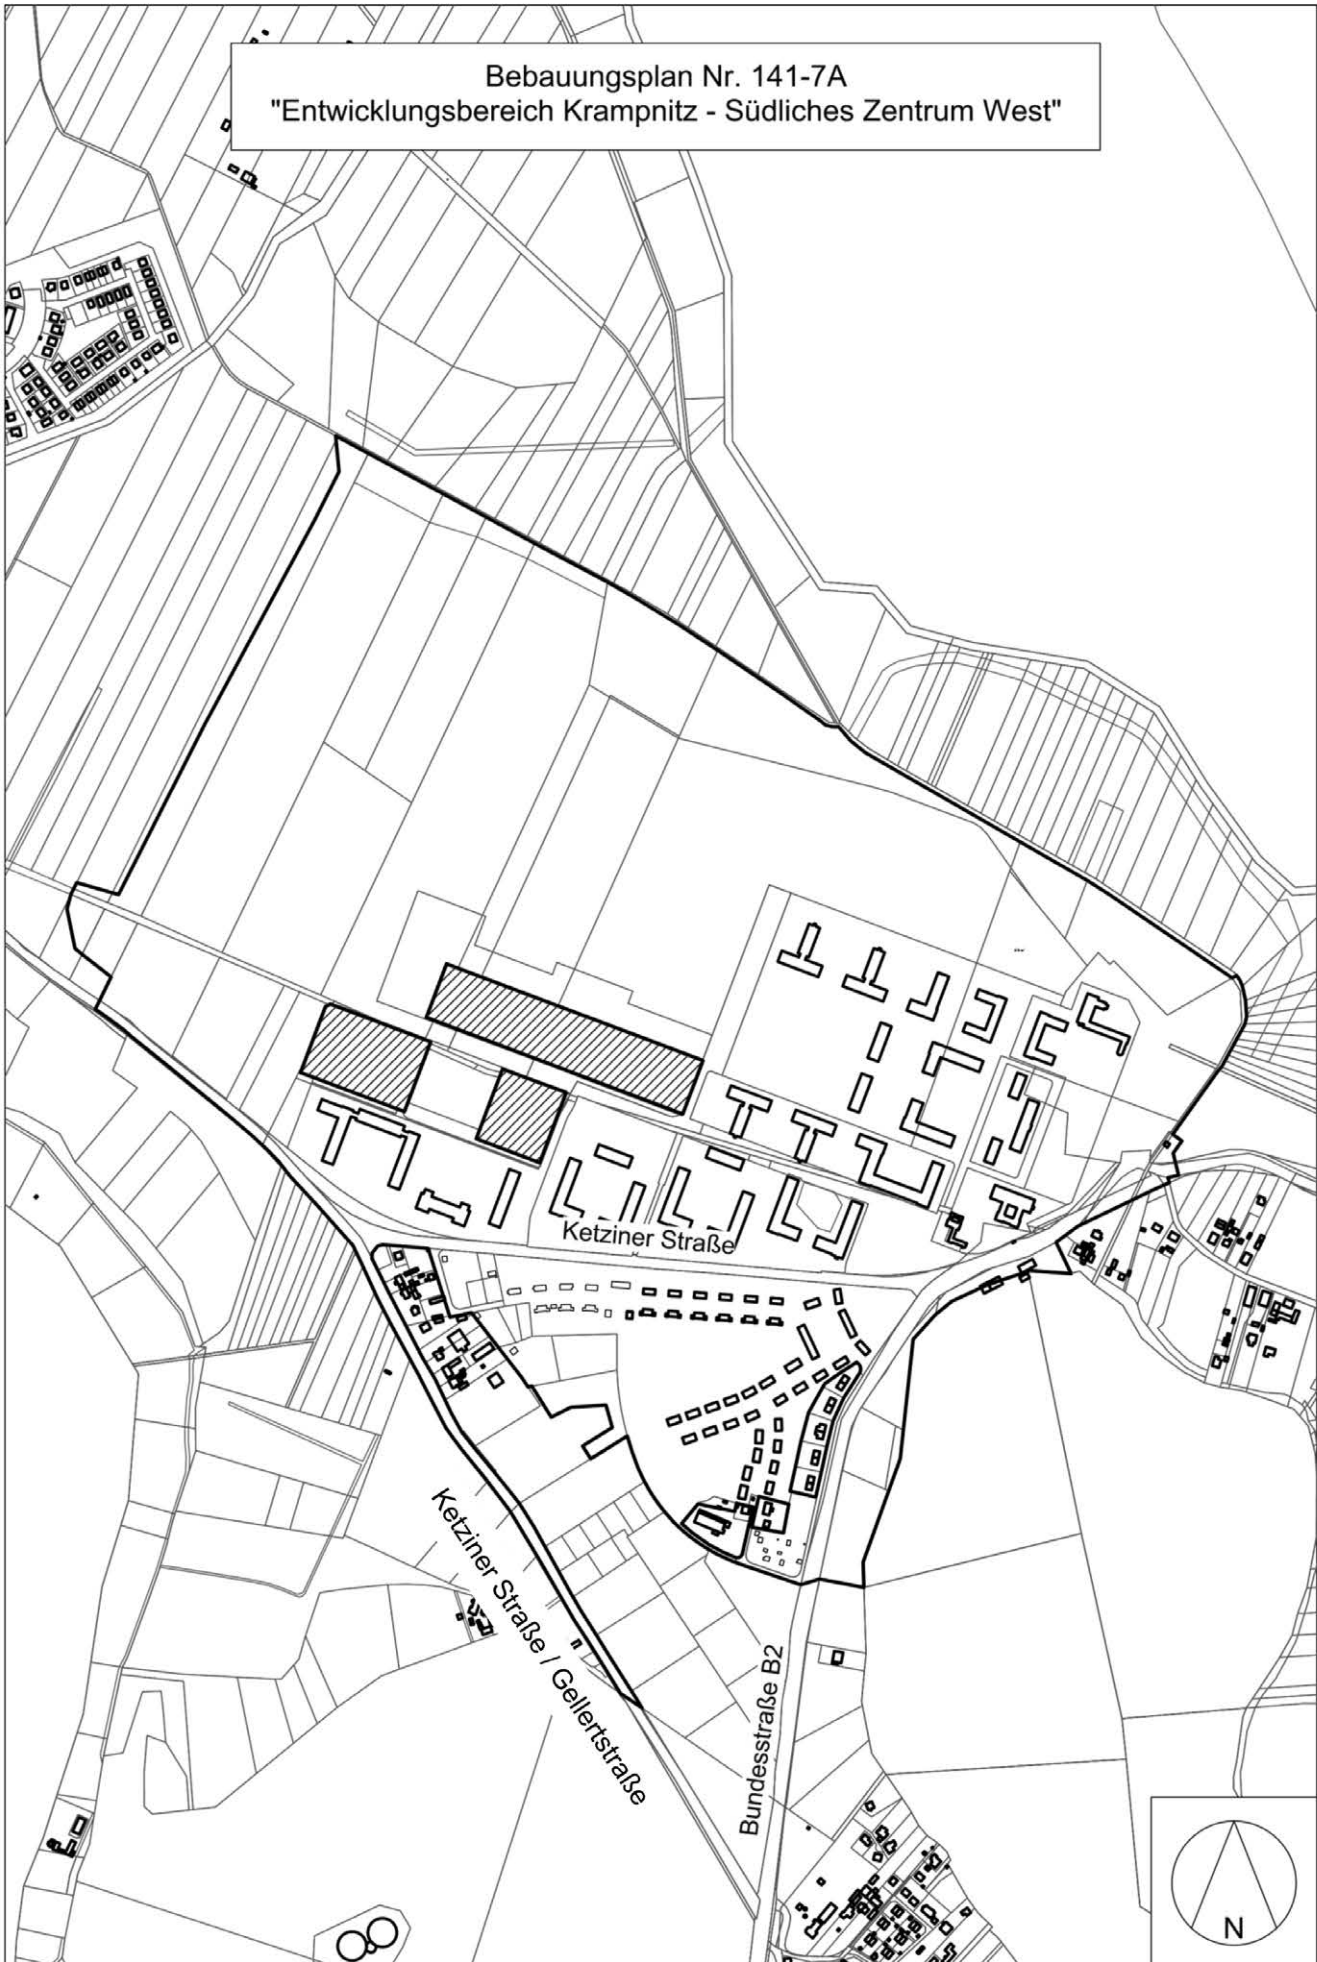 Bebauungsplan Nr. 141-7A
"Entwicklungsbereich Krampnitz - Südliches Zentrum West"
Ketziner Straße
Ketziner Straße / Gellertstraße
Bundesstraße B2
N